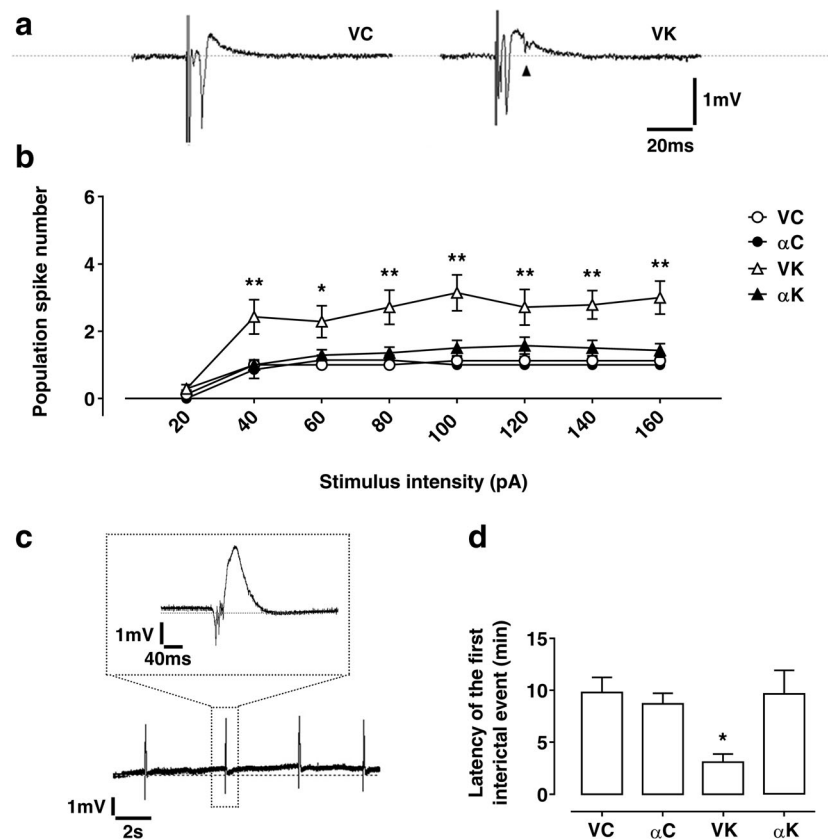 a
VC
VK
1mV
20ms
b
Population spike number
6
4
2
0
** * ** ** ** ** **
VC
αC
VK
αK
20 40 60 80 100 120 140 160
Stimulus intensity (pA)
c
1mV
40ms
1mV
2s
d
Latency of the first
interictal event (min)
15
10
5
0
*
VC αC VK αK